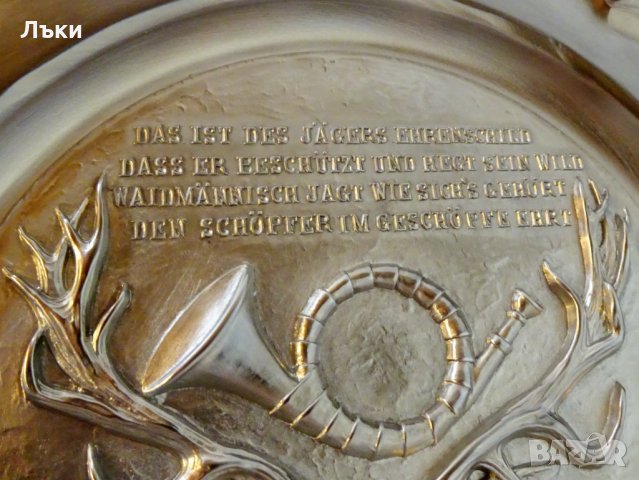 Лъки
DAS IST DES JÄGERS EHRENSCHILD
DASS ER BESCHÜTZT UND HEGT SEIN WILD
WAIDMÄNNISCH JAGT WIE SICH'S GEHÖRT
DEN SCHÖPFER IM GESCHÖPFE EHRT
BAZAR